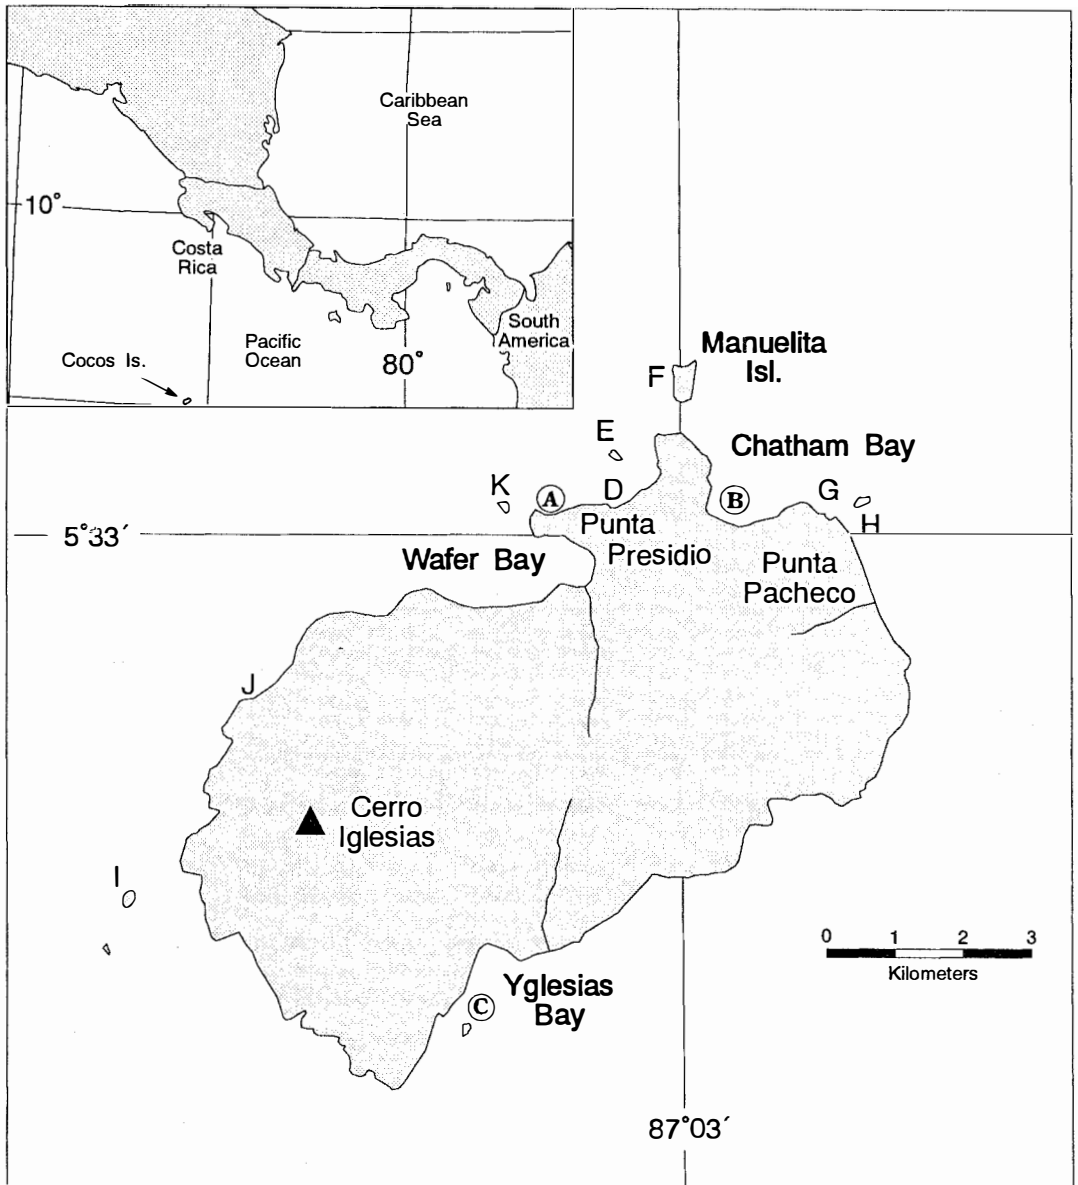 Caribbean
Sea
10°
Costa
Rica
Pacific
Ocean
South
America
Cocos Is.
80°
F
Manuelita
Isl.
E
Chatham Bay
K
A
D
B
G
H
5°33′
Punta
Presidio
Wafer Bay
Punta
Pacheco
J
Cerro
Iglesias
I
0 1 2 3
Kilometers
Yglesias
Bay
C
87°03′